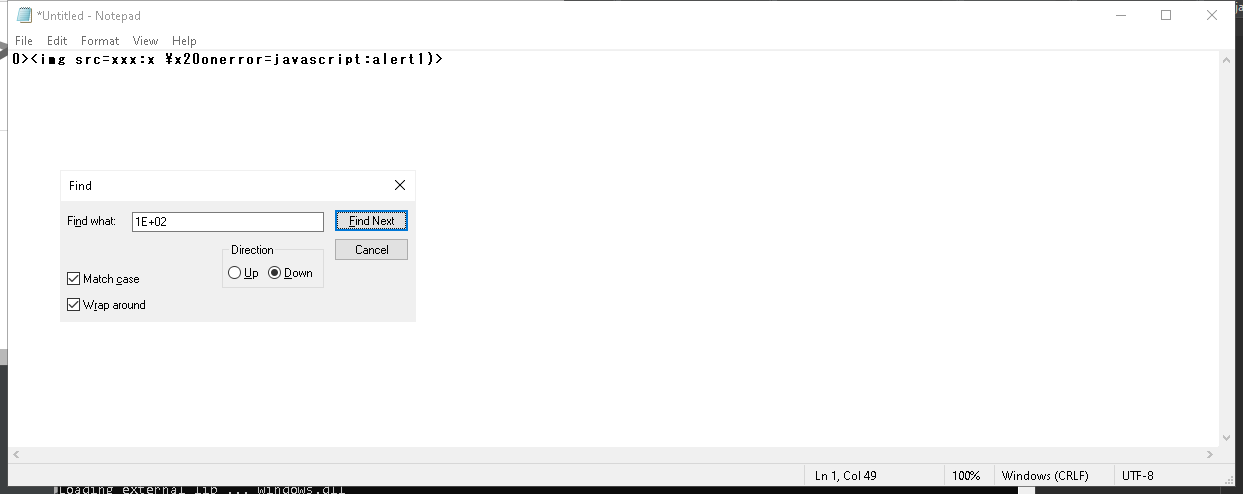 *Untitled - Notepad
File Edit Format View Help
0><img src=xxx:x ¥x20onerror=javascript:alert1)>
Find
Find what: 1E+02 Find Next
Direction Cancel
Up Down
Match case
Wrap around
Ln 1, Col 49 100% Windows (CRLF) UTF-8
Loading external lib ... windows.dll